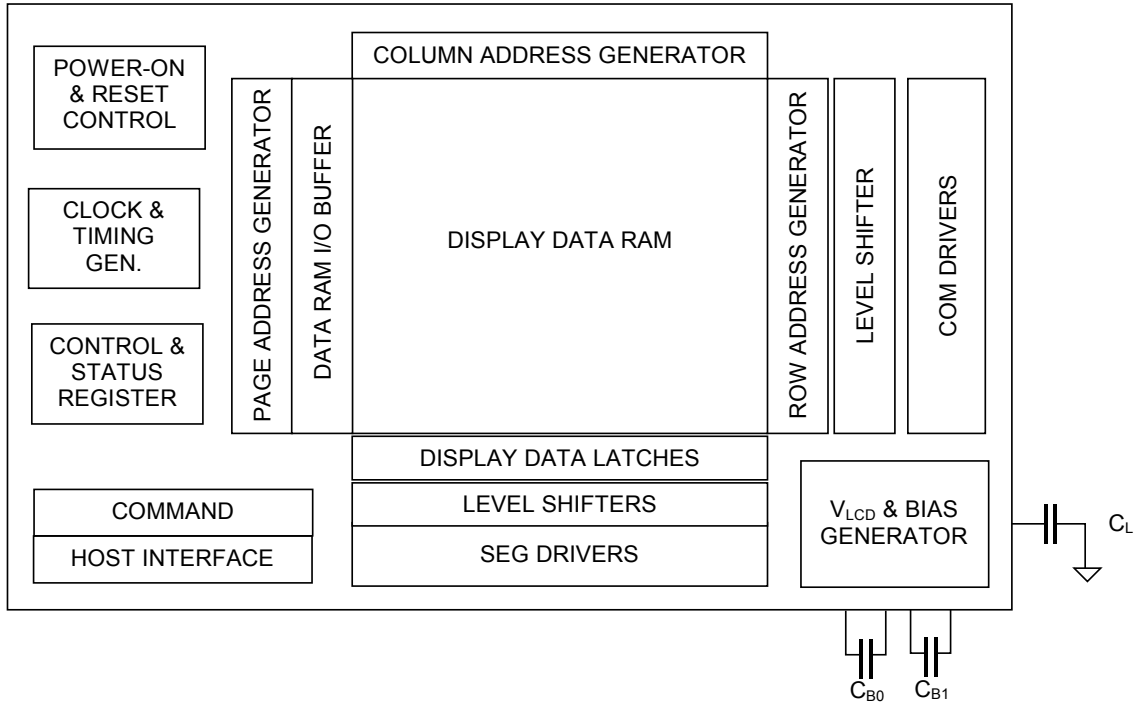 COLUMN ADDRESS GENERATOR
POWER-ON
& RESET
CONTROL
CLOCK &
TIMING
GEN.
CONTROL &
STATUS
REGISTER
PAGE ADDRESS GENERATOR
DATA RAM I/O BUFFER
DISPLAY DATA RAM
ROW ADDRESS GENERATOR
LEVEL SHIFTER
COM DRIVERS
DISPLAY DATA LATCHES
LEVEL SHIFTERS
SEG DRIVERS
COMMAND
HOST INTERFACE
VLCD & BIAS
GENERATOR
CL
CB0
CB1